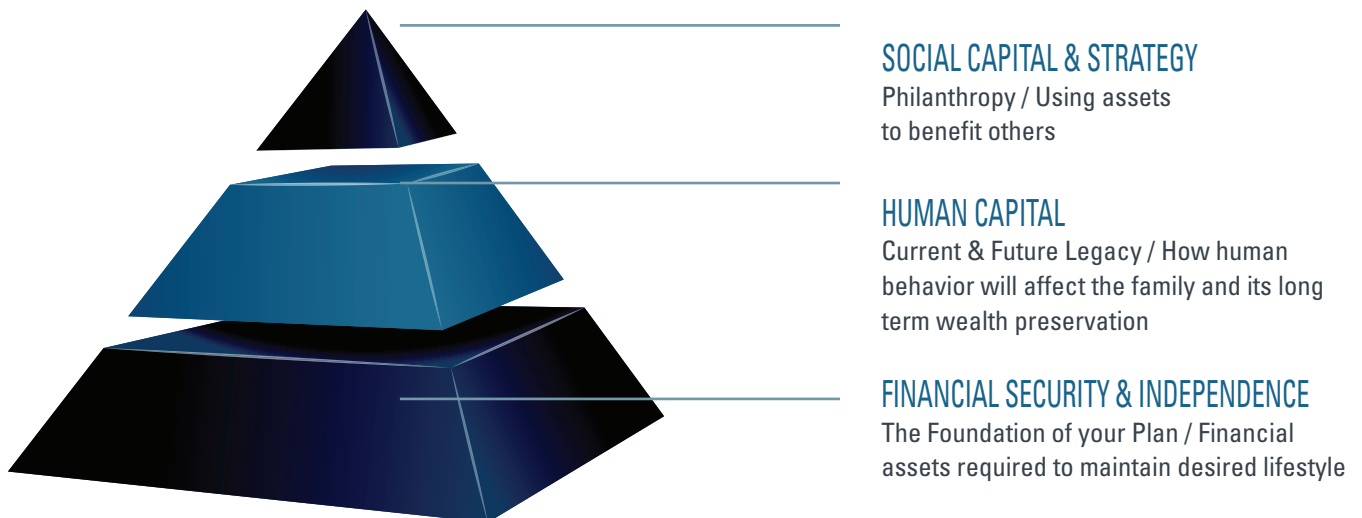 SOCIAL CAPITAL & STRATEGY
Philanthropy / Using assets
to benefit others
HUMAN CAPITAL
Current & Future Legacy / How human
behavior will affect the family and its long
term wealth preservation
FINANCIAL SECURITY & INDEPENDENCE
The Foundation of your Plan / Financial
assets required to maintain desired lifestyle